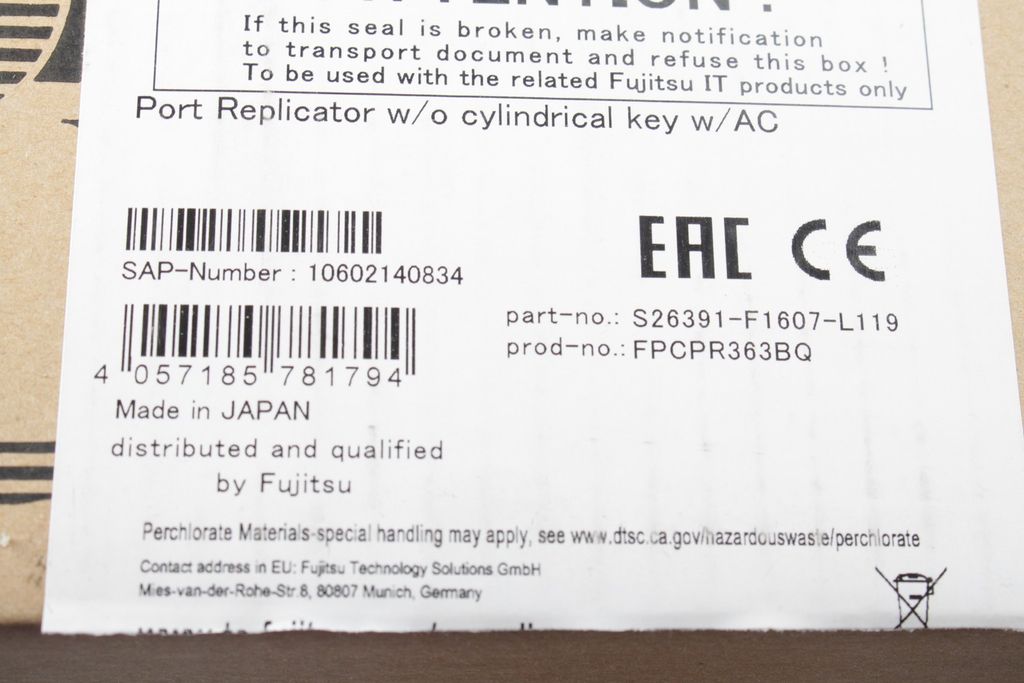 ATTENTION !
If this seal is broken, make notification
to transport document and refuse this box !
To be used with the related Fujitsu IT products only
Port Replicator w/o cylindrical key w/AC
EAC CE
SAP-Number : 10602140834
part-no.: S26391-F1607-L119
prod-no.: FPCPR363BQ
4 057185 781794
Made in JAPAN
distributed and qualified
by Fujitsu
Perchlorate Materials-special handling may apply, see www.dtsc.ca.gov/hazardouswaste/perchlorate
Contact address in EU: Fujitsu Technology Solutions GmbH
Mies-van-der-Rohe-Str.8, 80807 Munich, Germany